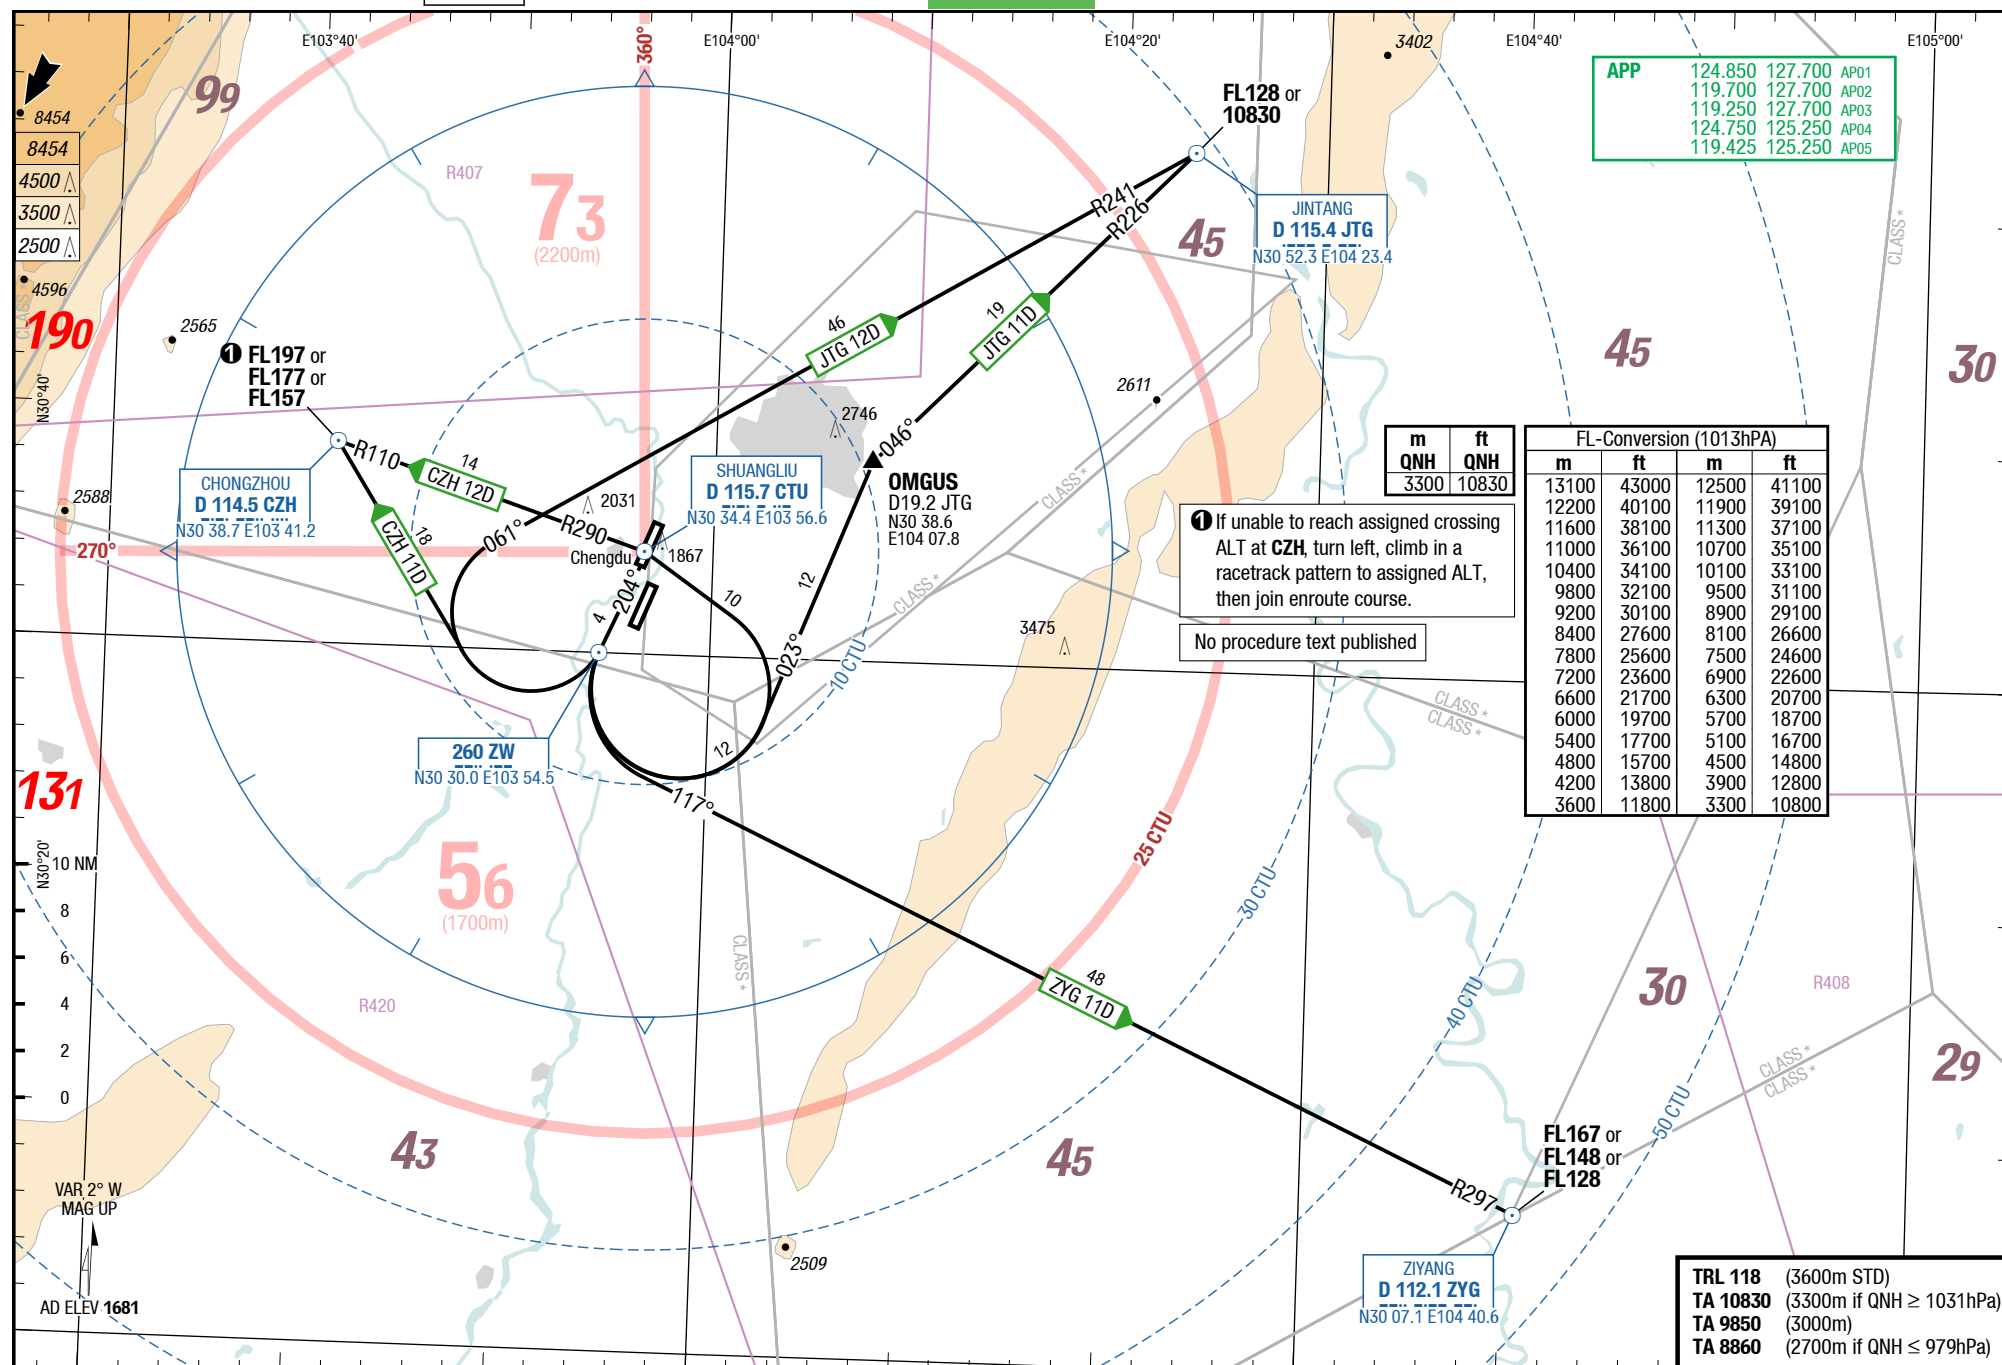 E103°40'
E104°00'
E104°20'
E104°40'
E105°00'
360°
3402
99
8454
8454
4500
3500
2500
4596
CLASS *
190
2565
R407
73
(2200m)
FL128 or
10830
APP 124.850 127.700 AP01
119.700 127.700 AP02
119.250 127.700 AP03
124.750 125.250 AP04
119.425 125.250 AP05
R241
R226
45
JINTANG
D 115.4 JTG
N30 52.3 E104 23.4
CLASS *
46
JTG 12D
19
JTG 11D
45
30
1 FL197 or
FL177 or
FL157
N30°40'
2611
2746
046°
R110
14
CZH 12D
CHONGZHOU
D 114.5 CZH
N30 38.7 E103 41.2
2588
2031
SHUANGLIU
D 115.7 CTU
N30 34.4 E103 56.6
OMGUS
D19.2 JTG
N30 38.6
E104 07.8
CLASS *
m ft
QNH QNH
3300 10830
FL-Conversion (1013hPA)
m ft m ft
13100 43000 12500 41100
12200 40100 11900 39100
11600 38100 11300 37100
11000 36100 10700 35100
10400 34100 10100 33100
9800 32100 9500 31100
9200 30100 8900 29100
8400 27600 8100 26600
7800 25600 7500 24600
7200 23600 6900 22600
6600 21700 6300 20700
6000 19700 5700 18700
5400 17700 5100 16700
4800 15700 4500 14800
4200 13800 3900 12800
3600 11800 3300 10800
1 If unable to reach assigned crossing
ALT at CZH, turn left, climb in a
racetrack pattern to assigned ALT,
then join enroute course.
No procedure text published
270°
18
CZH 11D
061°
R290
Chengdu
1867
204°
4
10
12
023°
CLASS *
10 CTU
3475
CLASS *
CLASS *
12
260 ZW
N30 30.0 E103 54.5
131
117°
N30°20'
10 NM
8
6
4
2
0
56
(1700m)
R420
CLASS *
25 CTU
30 CTU
40 CTU
50 CTU
48
ZYG 11D
30
R408
CLASS *
CLASS *
29
43
45
FL167 or
FL148 or
FL128
R297
VAR 2° W
MAG UP
AD ELEV 1681
2509
ZIYANG
D 112.1 ZYG
N30 07.1 E104 40.6
TRL 118 (3600m STD)
TA 10830 (3300m if QNH ≥ 1031hPa)
TA 9850 (3000m)
TA 8860 (2700m if QNH ≤ 979hPa)